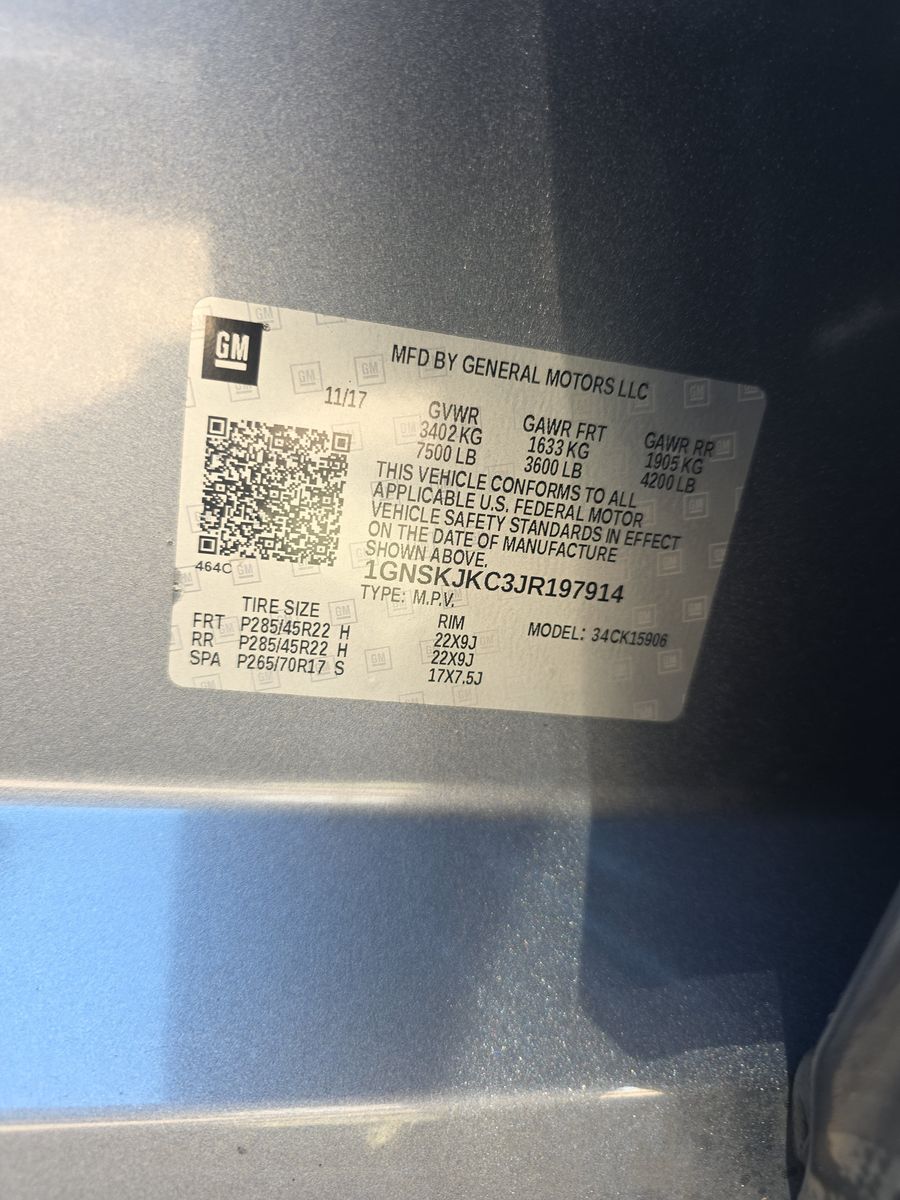 GM
MFD BY GENERAL MOTORS LLC
11/17
GVWR GAWR FRT GAWR RR
3402 KG 1633 KG 1905 KG
7500 LB 3600 LB 4200 LB
THIS VEHICLE CONFORMS TO ALL
APPLICABLE U.S. FEDERAL MOTOR
VEHICLE SAFETY STANDARDS IN EFFECT
ON THE DATE OF MANUFACTURE
SHOWN ABOVE.
464C
1GNSKJKC3JR197914
TYPE: M.P.V.
TIRE SIZE RIM MODEL: 34CK15906
FRT P285/45R22 H 22X9J
RR P285/45R22 H 22X9J
SPA P265/70R17 S 17X7.5J